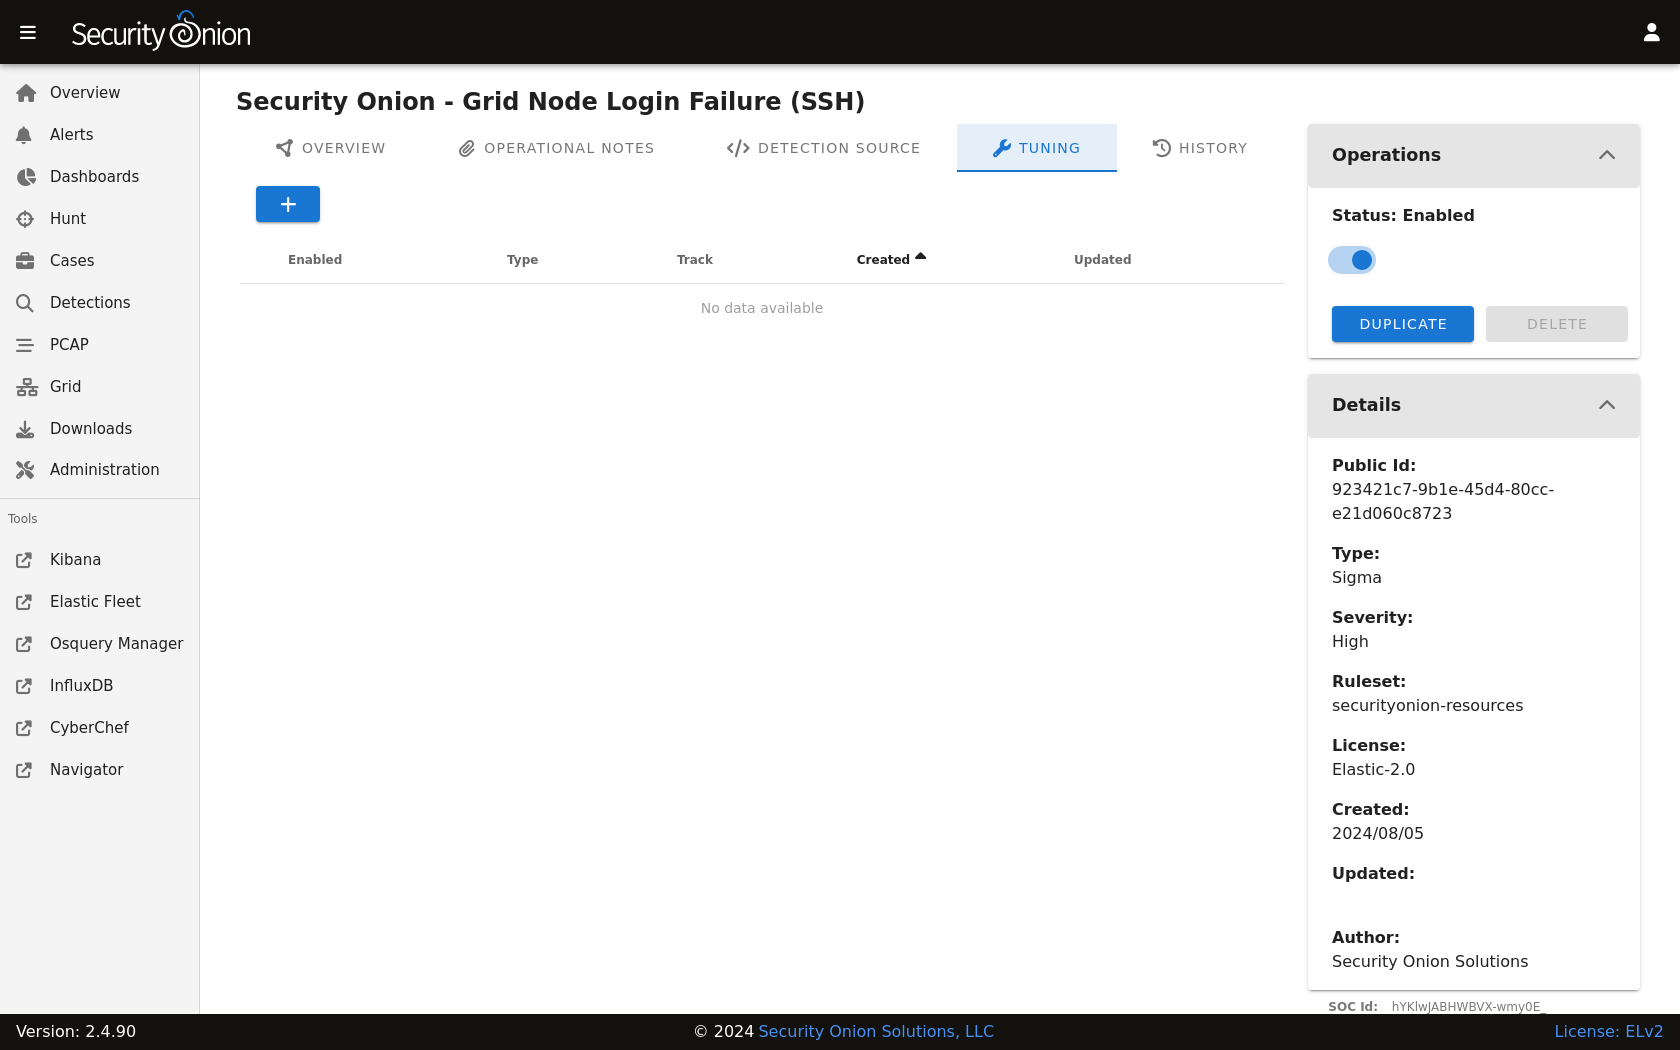 Security Onion
Overview
Alerts
Dashboards
Hunt
Cases
Detections
PCAP
Grid
Downloads
Administration
Tools
Kibana
Elastic Fleet
Osquery Manager
InfluxDB
CyberChef
Navigator
Security Onion - Grid Node Login Failure (SSH)
OVERVIEW OPERATIONAL NOTES DETECTION SOURCE TUNING HISTORY
+
Enabled Type Track Created Updated
No data available
Operations
Status: Enabled
DUPLICATE DELETE
Details
Public Id:
923421c7-9b1e-45d4-80cc-
e21d060c8723
Type:
Sigma
Severity:
High
Ruleset:
securityonion-resources
License:
Elastic-2.0
Created:
2024/08/05
Updated:
Author:
Security Onion Solutions
SOC Id: hYKlwJABHWBVX-wmy0E_
Version: 2.4.90 © 2024 Security Onion Solutions, LLC License: ELv2